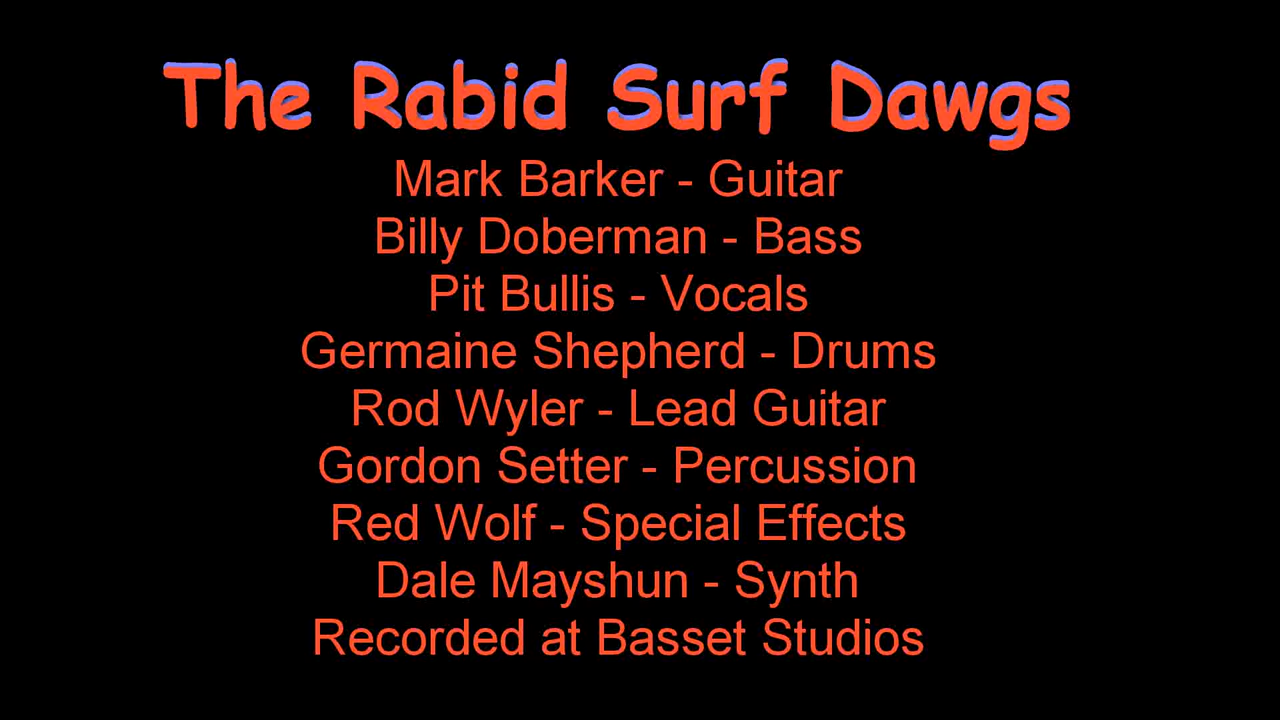 The Rabid Surf Dawgs
Mark Barker - Guitar
Billy Doberman - Bass
Pit Bullis - Vocals
Germaine Shepherd - Drums
Rod Wyler - Lead Guitar
Gordon Setter - Percussion
Red Wolf - Special Effects
Dale Mayshun - Synth
Recorded at Basset Studios